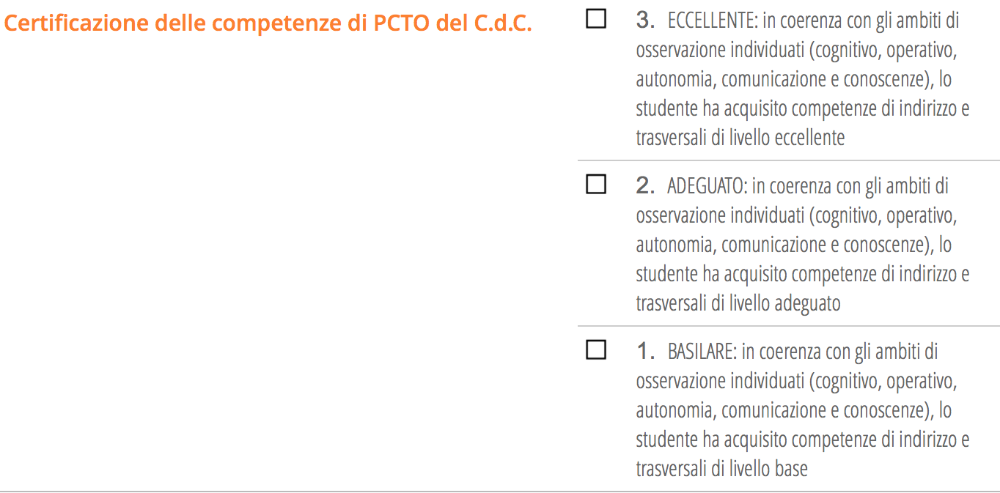 Certificazione delle competenze di PCTO del C.d.C.
3. ECCELLENTE: in coerenza con gli ambiti di
osservazione individuati (cognitivo, operativo,
autonomia, comunicazione e conoscenze), lo
studente ha acquisito competenze di indirizzo e
trasversali di livello eccellente
2. ADEGUATO: in coerenza con gli ambiti di
osservazione individuati (cognitivo, operativo,
autonomia, comunicazione e conoscenze), lo
studente ha acquisito competenze di indirizzo e
trasversali di livello adeguato
1. BASILARE: in coerenza con gli ambiti di
osservazione individuati (cognitivo, operativo,
autonomia, comunicazione e conoscenze), lo
studente ha acquisito competenze di indirizzo e
trasversali di livello base